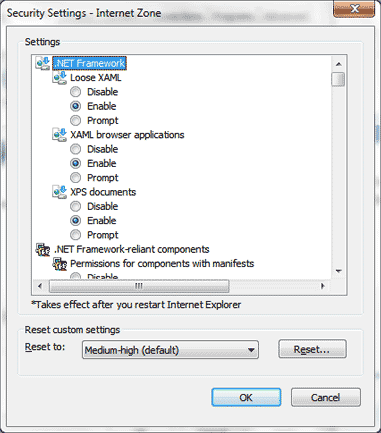 Security Settings - Internet Zone
Settings
.NET Framework
Loose XAML
Disable
Enable
Prompt
XAML browser applications
Disable
Enable
Prompt
XPS documents
Disable
Enable
Prompt
.NET Framework-reliant components
Permissions for components with manifests
Disable
*Takes effect after you restart Internet Explorer
Reset custom settings
Reset to: Medium-high (default) Reset...
OK Cancel